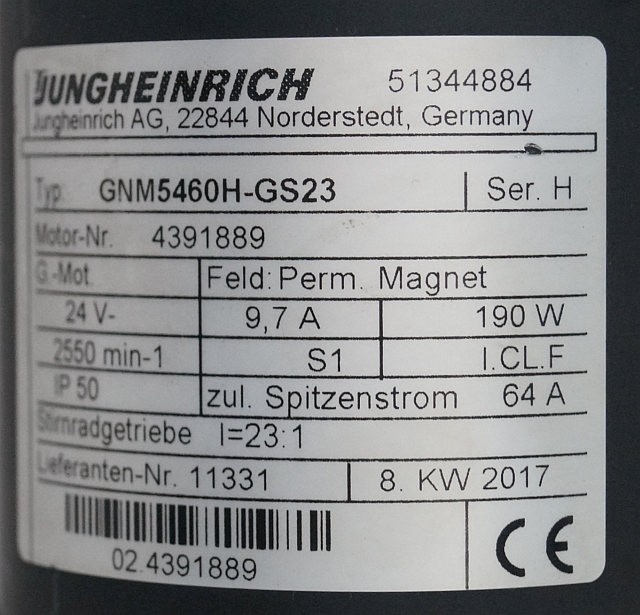 JUNGHEINRICH 51344884
Jungheinrich AG, 22844 Norderstedt, Germany
Typ GNM5460H-GS23 Ser. H
Motor-Nr. 4391889
G.-Mot. Feld: Perm. Magnet
24 V- 9,7 A 190 W
2550 min-1 S1 I.CL.F
IP 50 zul. Spitzenstrom 64 A
Stirnradgetriebe I=23:1
Lieferanten-Nr. 11331 8. KW 2017
02.4391889 CE